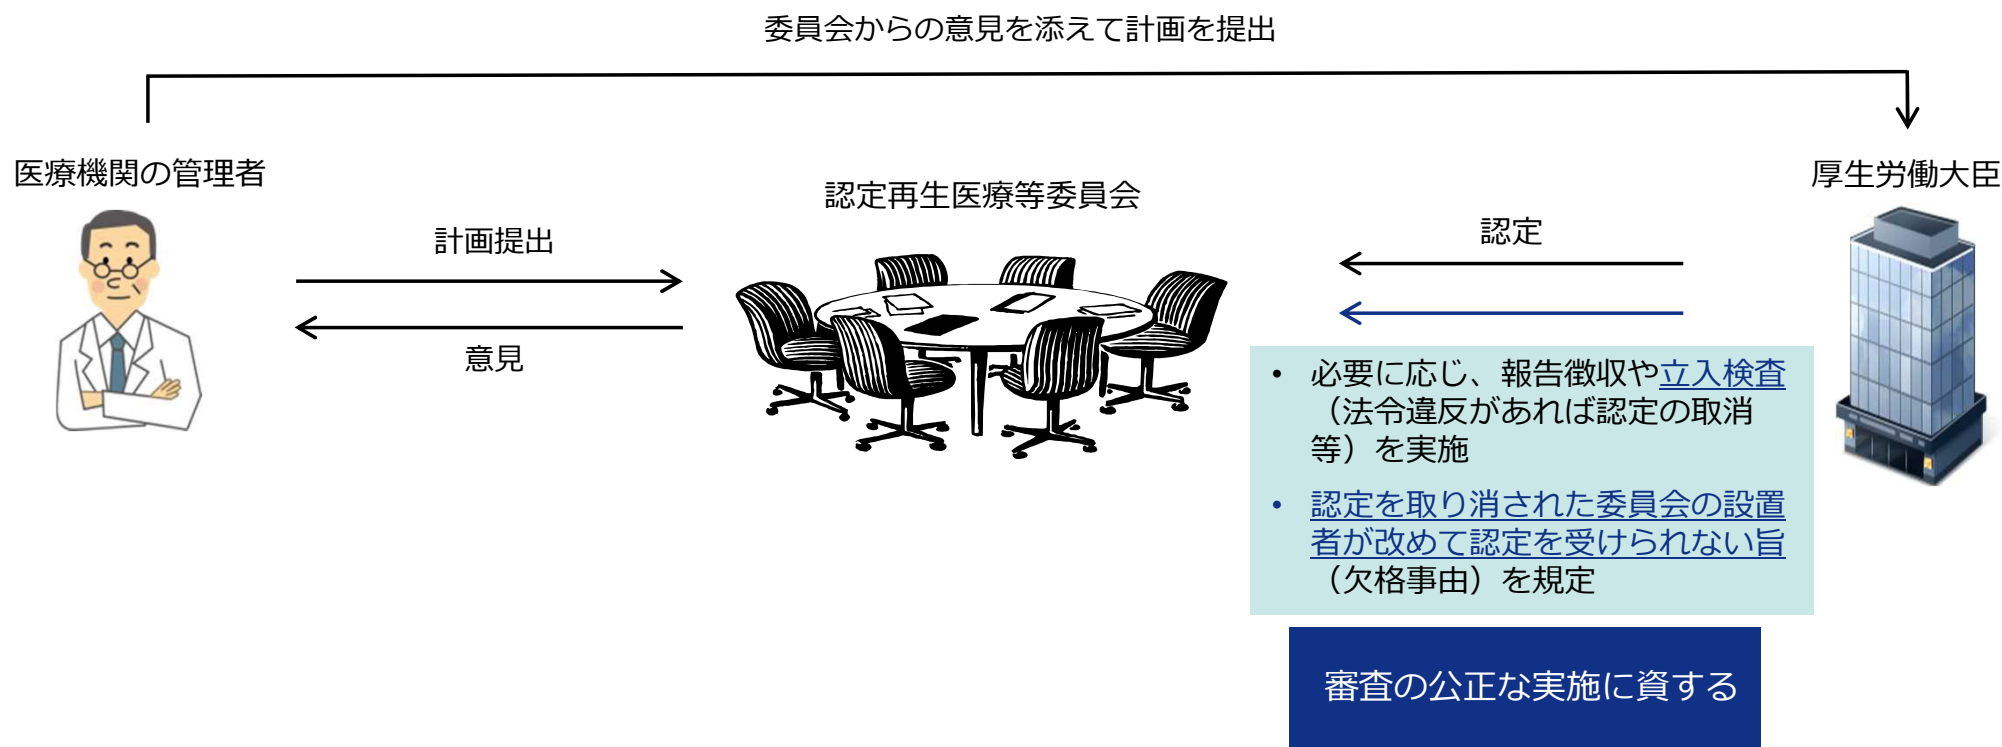 委員会からの意見を添えて計画を提出
医療機関の管理者
厚生労働大臣
認定再生医療等委員会
計画提出
意見
認定
• 必要に応じ、報告徴収や立入検査
（法令違反があれば認定の取消
等）を実施
• 認定を取り消された委員会の設置
者が改めて認定を受けられない旨
（欠格事由）を規定
審査の公正な実施に資する